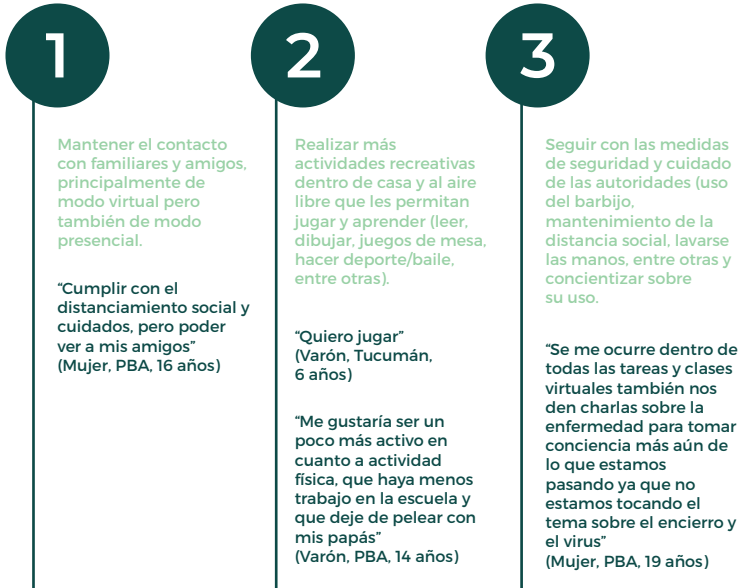 1
Mantener el contacto
con familiares y amigos,
principalmente de
modo virtual pero
también de modo
presencial.
“Cumplir con el
distanciamiento social y
cuidados, pero poder
ver a mis amigos”
(Mujer, PBA, 16 años)
2
Realizar más
actividades recreativas
dentro de casa y al aire
libre que les permitan
jugar y aprender (leer,
dibujar, juegos de mesa,
hacer deporte/baile,
entre otras).
“Quiero jugar”
(Varón, Tucumán,
6 años)
“Me gustaría ser un
poco más activo en
cuanto a actividad
física, que haya menos
trabajo en la escuela y
que deje de pelear con
mis papás”
(Varón, PBA, 14 años)
3
Seguir con las medidas
de seguridad y cuidado
de las autoridades (uso
del barbijo,
mantenimiento de la
distancia social, lavarse
las manos, entre otras y
concientizar sobre
su uso.
“Se me ocurre dentro de
todas las tareas y clases
virtuales también nos
den charlas sobre la
enfermedad para tomar
conciencia más aún de
lo que estamos
pasando ya que no
estamos tocando el
tema sobre el encierro y
el virus”
(Mujer, PBA, 19 años)